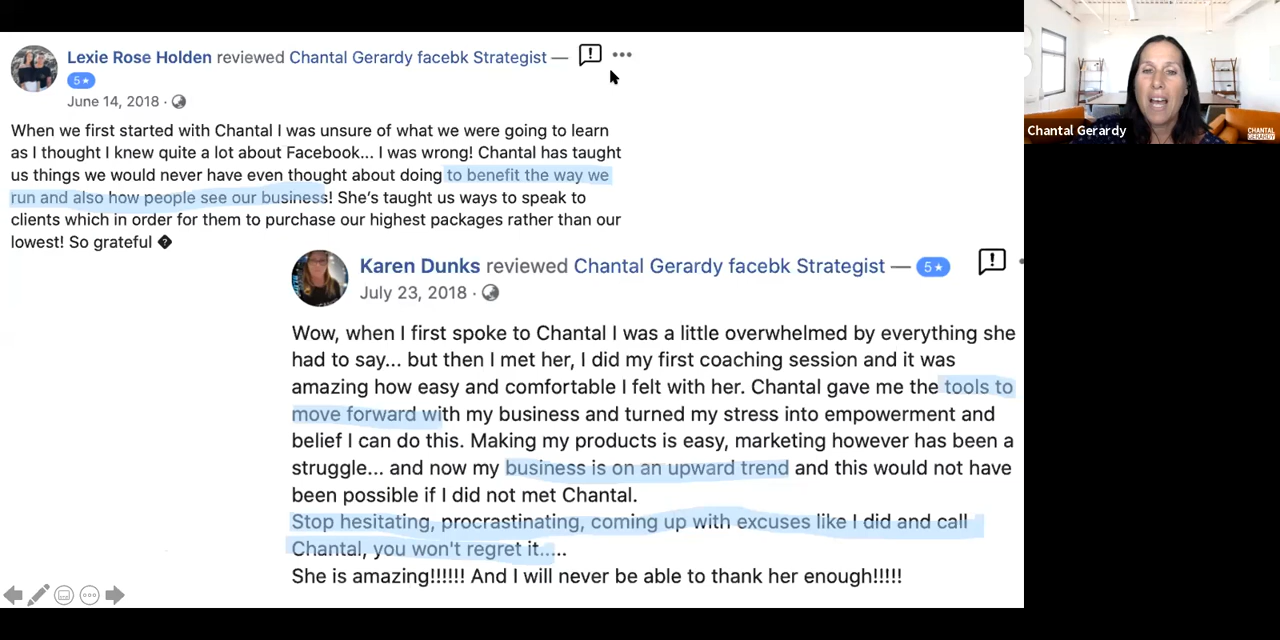 Lexie Rose Holden reviewed Chantal Gerardy facebk Strategist —
5★
June 14, 2018 ·
When we first started with Chantal I was unsure of what we were going to learn
as I thought I knew quite a lot about Facebook... I was wrong! Chantal has taught
us things we would never have even thought about doing to benefit the way we
run and also how people see our business! She's taught us ways to speak to
clients which in order for them to purchase our highest packages rather than our
lowest! So grateful
Karen Dunks reviewed Chantal Gerardy facebk Strategist — 5★
July 23, 2018 ·
Wow, when I first spoke to Chantal I was a little overwhelmed by everything she
had to say... but then I met her, I did my first coaching session and it was
amazing how easy and comfortable I felt with her. Chantal gave me the tools to
move forward with my business and turned my stress into empowerment and
belief I can do this. Making my products is easy, marketing however has been a
struggle... and now my business is on an upward trend and this would not have
been possible if I did not met Chantal.
Stop hesitating, procrastinating, coming up with excuses like I did and call
Chantal, you won't regret it.....
She is amazing!!!!!! And I will never be able to thank her enough!!!!!
Chantal Gerardy
CHANTAL
GERARDY